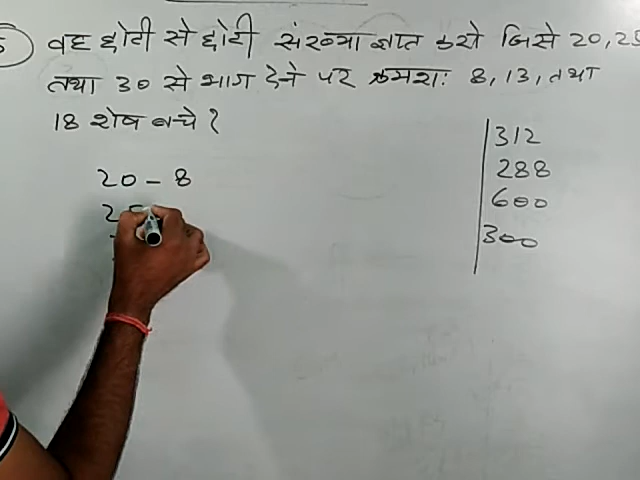 वह छोटी से छोटी संख्या ज्ञात करो जिसे 20, 25
तथा 30 से भाग देने पर क्रमश: 8, 13, तथा
18 शेष बचे ?
20 - 8
312
288
600
300